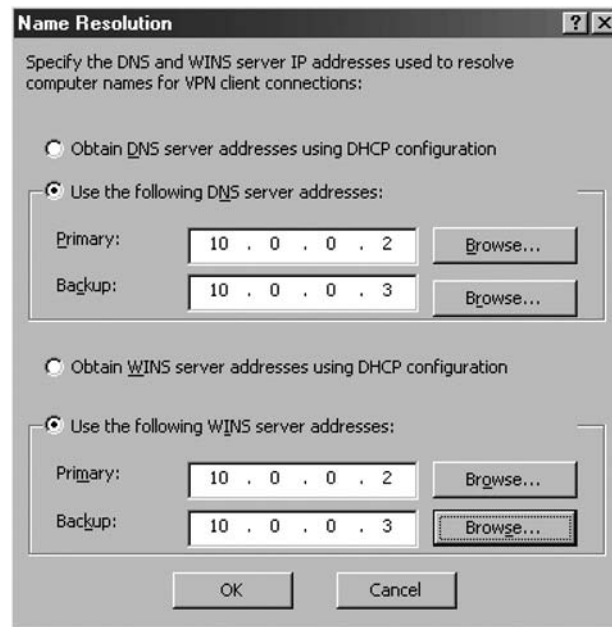 Name Resolution
Specify the DNS and WINS server IP addresses used to resolve
computer names for VPN client connections:
Obtain DNS server addresses using DHCP configuration
Use the following DNS server addresses:
Primary: 10 . 0 . 0 . 2 Browse...
Backup: 10 . 0 . 0 . 3 Browse...
Obtain WINS server addresses using DHCP configuration
Use the following WINS server addresses:
Primary: 10 . 0 . 0 . 2 Browse...
Backup: 10 . 0 . 0 . 3 Browse...
OK Cancel